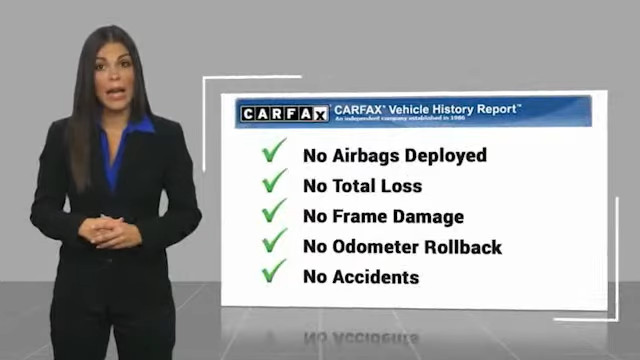 CARFAX CARFAX® Vehicle History Report™
An independent company established in 1986
No Airbags Deployed
No Total Loss
No Frame Damage
No Odometer Rollback
No Accidents